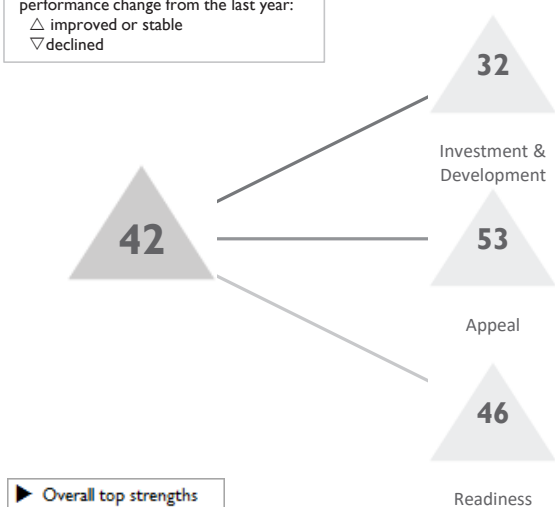 performance change from the last year:
△ improved or stable
▽ declined
32
Investment &
Development
42
53
Appeal
46
▶ Overall top strengths
Readiness